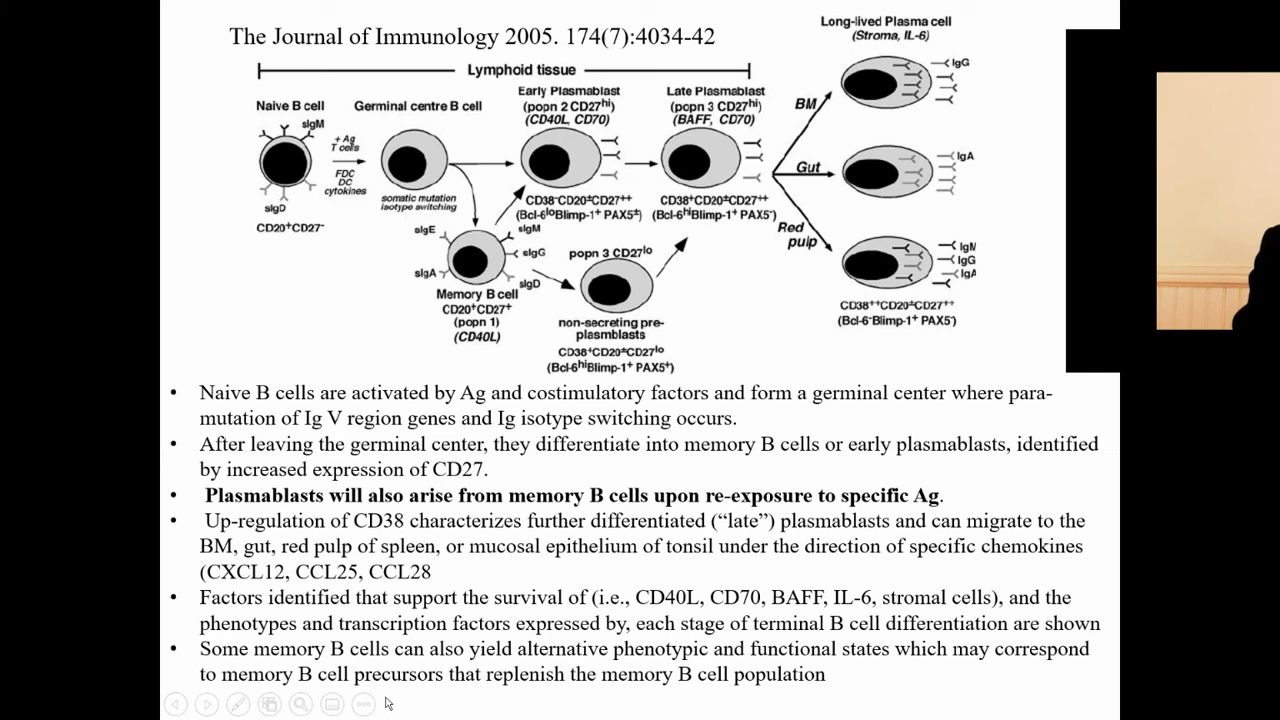 The Journal of Immunology 2005. 174(7):4034-42
Long-lived Plasma cell
(Stroma, IL-6)
Lymphoid tissue
Naive B cell
sIgM
sIgD
CD20⁺CD27⁻
+ Ag
T cells
FDC
DC
cytokines
Germinal centre B cell
somatic mutation
isotype switching
Early Plasmablast
(popn 2 CD27ʰⁱ)
(CD40L, CD70)
CD38⁻CD20±CD27⁺⁺
(Bcl-6ˡᵒBlimp-1⁺ PAX5±)
Late Plasmablast
(popn 3 CD27ʰⁱ)
(BAFF, CD70)
CD38⁺CD20±CD27⁺⁺
(Bcl-6ʰⁱBlimp-1⁺ PAX5⁻)
sIgE
sIgM
sIgG
sIgA
sIgD
Memory B cell
CD20⁺CD27⁺
(popn 1)
(CD40L)
popn 3 CD27ˡᵒ
non-secreting pre-
plasmblasts
CD38⁺CD20±CD27ˡᵒ
(Bcl-6ʰⁱBlimp-1⁺ PAX5⁺)
BM
Gut
Red
pulp
IgG
IgA
IgM
IgG
IgA
CD38⁺⁺CD20±CD27⁺⁺
(Bcl-6⁻Blimp-1⁺ PAX5⁻)
• Naive B cells are activated by Ag and costimulatory factors and form a germinal center where para-
mutation of Ig V region genes and Ig isotype switching occurs.
• After leaving the germinal center, they differentiate into memory B cells or early plasmablasts, identified
by increased expression of CD27.
• Plasmablasts will also arise from memory B cells upon re-exposure to specific Ag.
• Up-regulation of CD38 characterizes further differentiated (“late”) plasmablasts and can migrate to the
BM, gut, red pulp of spleen, or mucosal epithelium of tonsil under the direction of specific chemokines
(CXCL12, CCL25, CCL28
• Factors identified that support the survival of (i.e., CD40L, CD70, BAFF, IL-6, stromal cells), and the
phenotypes and transcription factors expressed by, each stage of terminal B cell differentiation are shown
• Some memory B cells can also yield alternative phenotypic and functional states which may correspond
to memory B cell precursors that replenish the memory B cell population